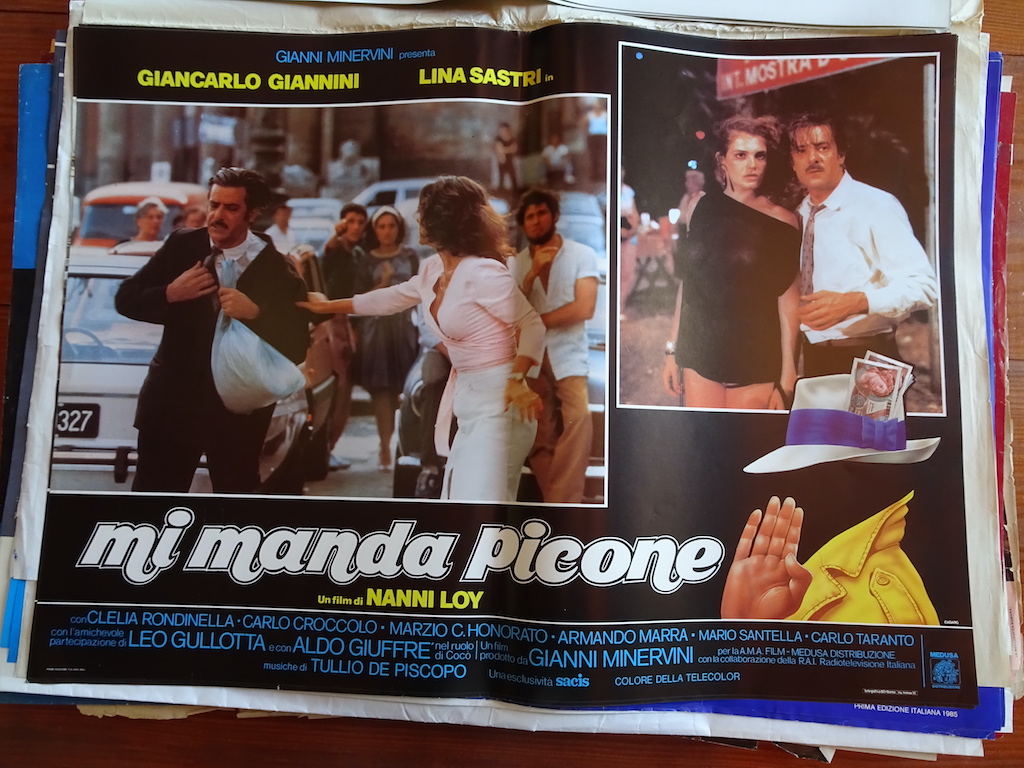 GIANNI MINERVINI presenta
GIANCARLO GIANNINI LINA SASTRI in
NT. MOSTRA D
327
mi manda picone
Un film di NANNI LOY
con CLELIA RONDINELLA · CARLO CROCCOLO · MARZIO C. HONORATO · ARMANDO MARRA · MARIO SANTELLA · CARLO TARANTO
con l'amichevole partecipazione di LEO GULLOTTA e con ALDO GIUFFRE' nel ruolo di Cocò
Un film prodotto da GIANNI MINERVINI per la A.M.A. FILM - MEDUSA DISTRIBUZIONE con la collaborazione della R.A.I. Radiotelevisione Italiana
musiche di TULLIO DE PISCOPO Una esclusività sacis COLORE DELLA TELECOLOR
MEDUSA
DISTRIBUZIONE
CASARO
PRIMA EDIZIONE ITALIANA 1985